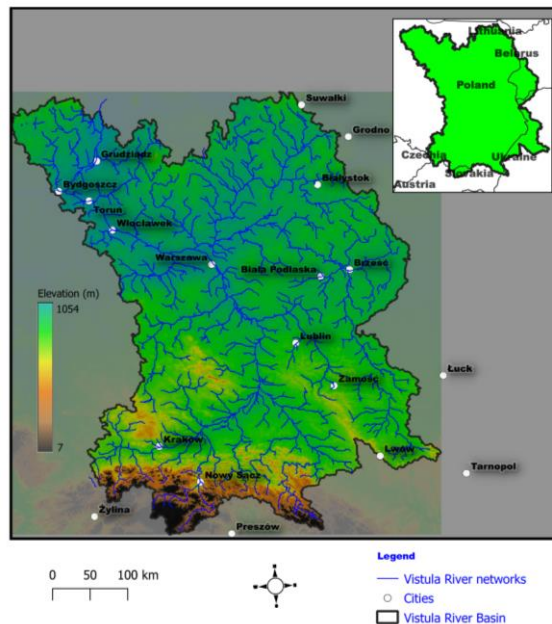 Lithuania
Belarus
Poland
Czechia
Ukraine
Slakia
Austria
Suwałki
Grodno
Grudziądz
Białystok
Bydgoszcz
Toruń
Włocławek
Warszawa
Biała Podlaska
Brześć
Elevation (m)
1054
7
Lublin
Zamość
Łuck
Kraków
Lwów
Tarnopol
Nowy Sącz
Żylina
Preszów
0 50 100 km
Legend
Vistula River networks
Cities
Vistula River Basin